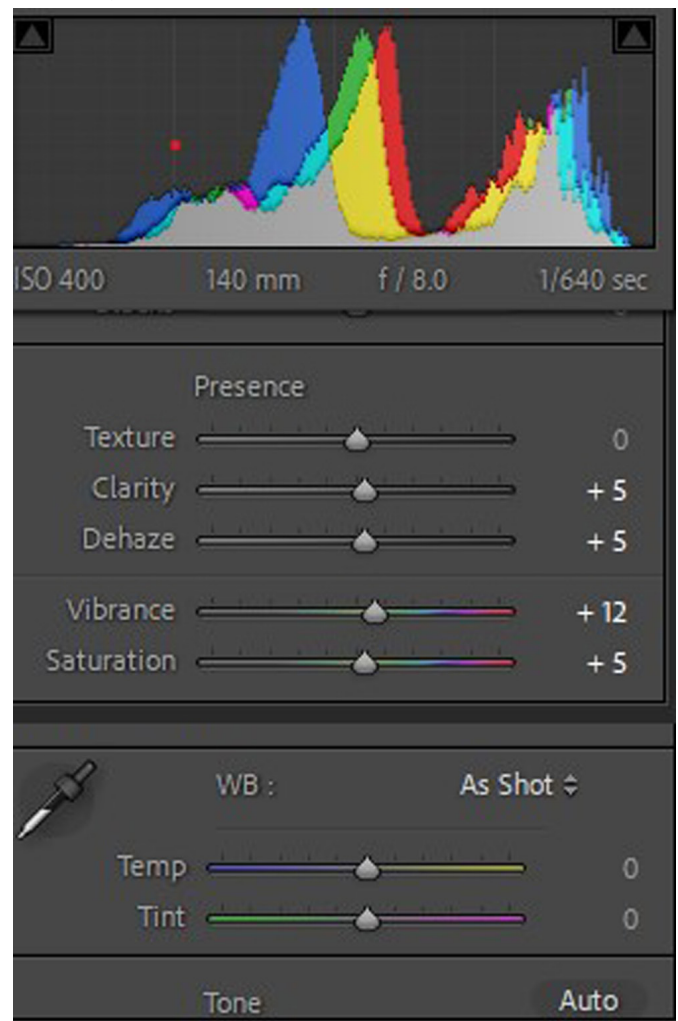 ISO 400 140 mm f / 8.0 1/640 sec
Presence
Texture 0
Clarity + 5
Dehaze + 5
Vibrance + 12
Saturation + 5
WB : As Shot
Temp 0
Tint 0
Tone Auto